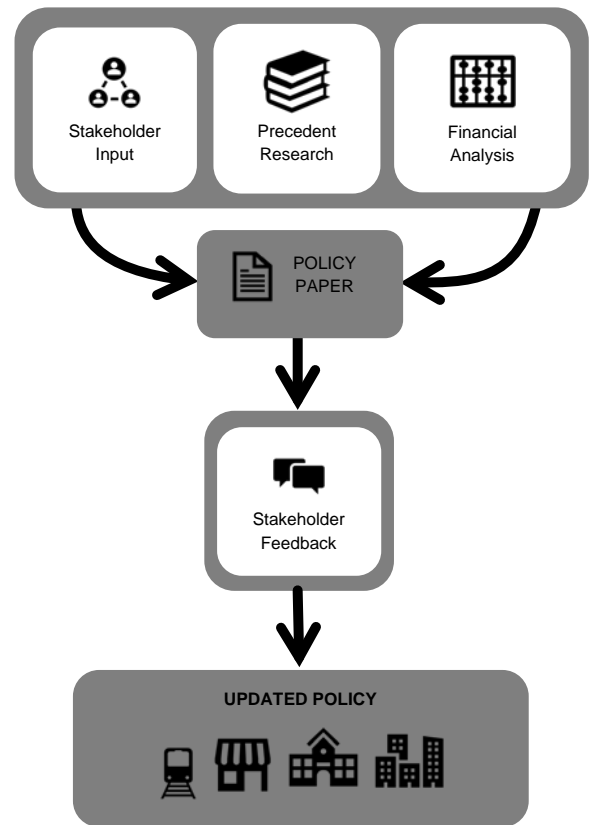 Stakeholder
Input
Precedent
Research
Financial
Analysis
POLICY
PAPER
Stakeholder
Feedback
UPDATED POLICY